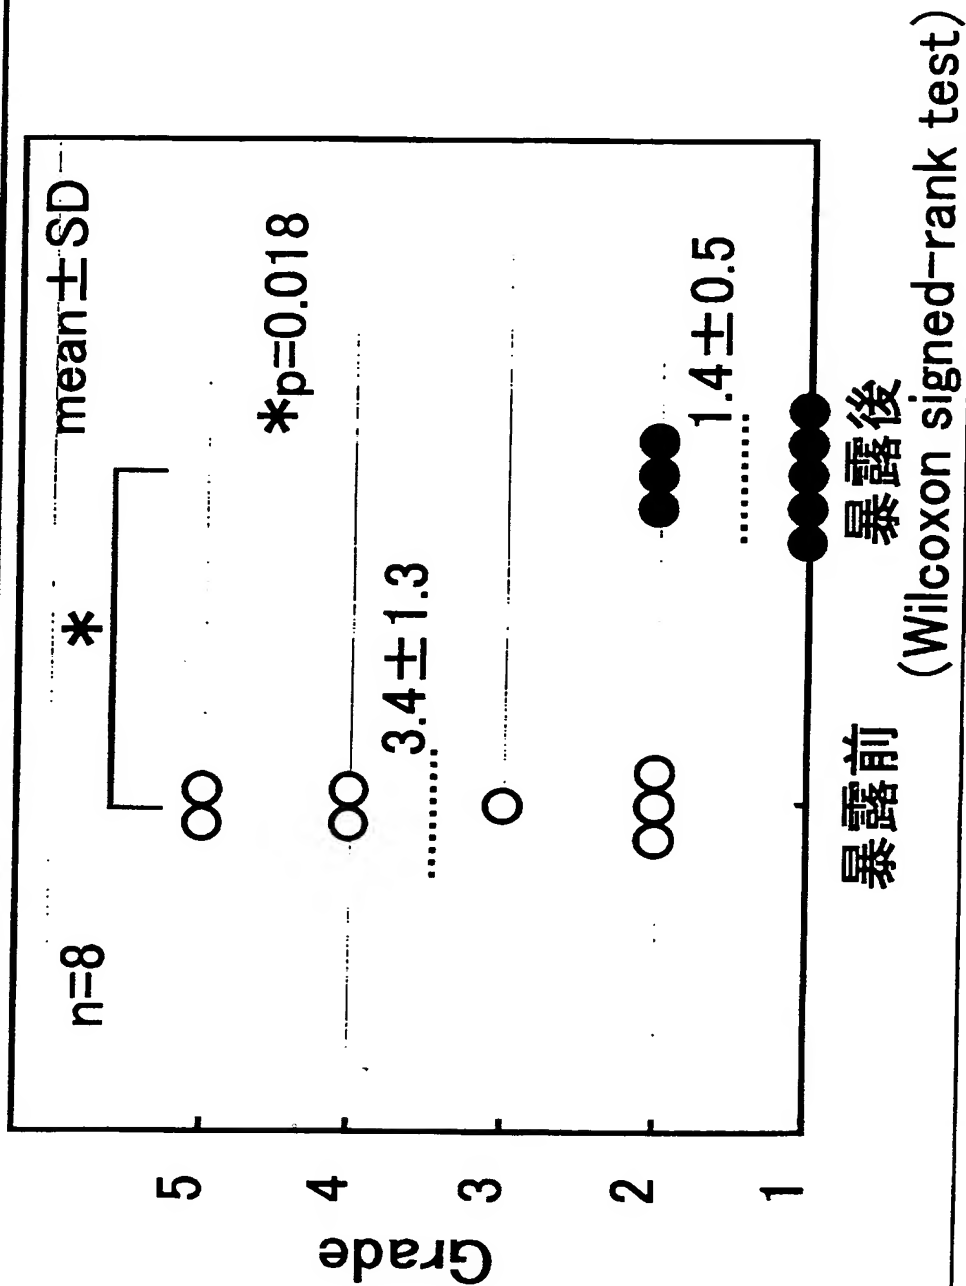 n=8
*
mean±SD
*p=0.018
5
4
3
2
1
Grade
3.4±1.3
1.4±0.5
暴露前
暴露後
(Wilcoxon signed-rank test)